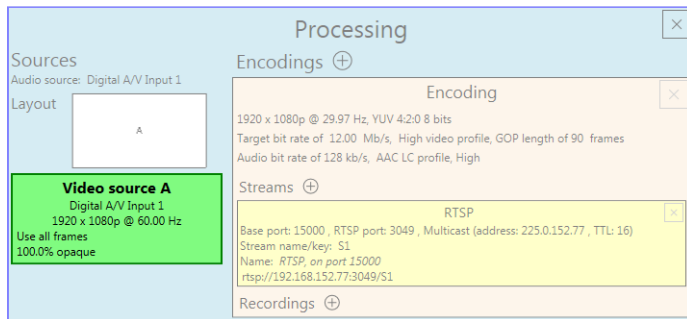 Processing
Sources
Audio source: Digital A/V Input 1
Layout
A
Video source A
Digital A/V Input 1
1920 x 1080p @ 60.00 Hz
Use all frames
100.0% opaque
Encodings
Encoding
1920 x 1080p @ 29.97 Hz, YUV 4:2:0 8 bits
Target bit rate of 12.00 Mb/s, High video profile, GOP length of 90 frames
Audio bit rate of 128 kb/s, AAC LC profile, High
Streams
RTSP
Base port: 15000 , RTSP port: 3049 , Multicast (address: 225.0.152.77 , TTL: 16)
Stream name/key: S1
Name: RTSP, on port 15000
rtsp://192.168.152.77:3049/S1
Recordings